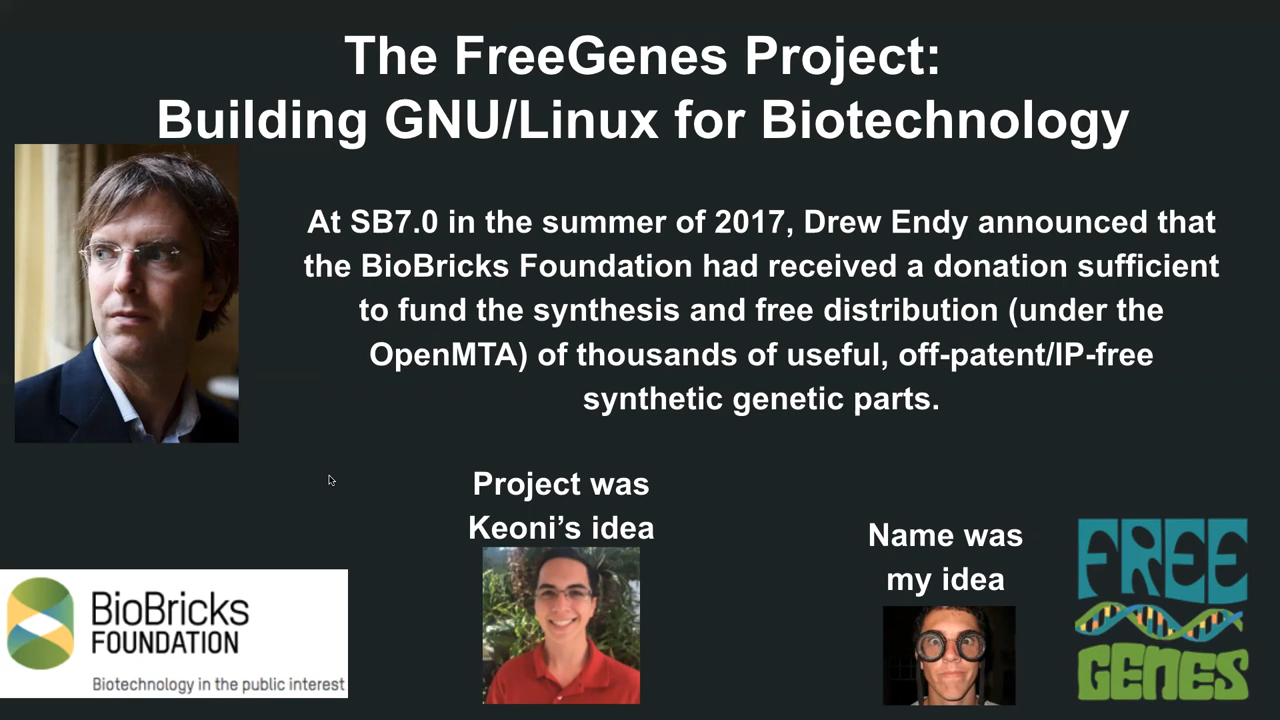 The FreeGenes Project:
Building GNU/Linux for Biotechnology
At SB7.0 in the summer of 2017, Drew Endy announced that
the BioBricks Foundation had received a donation sufficient
to fund the synthesis and free distribution (under the
OpenMTA) of thousands of useful, off-patent/IP-free
synthetic genetic parts.
Project was
Keoni’s idea
Name was
my idea
BioBricks
FOUNDATION
Biotechnology in the public interest
FREE
GENES